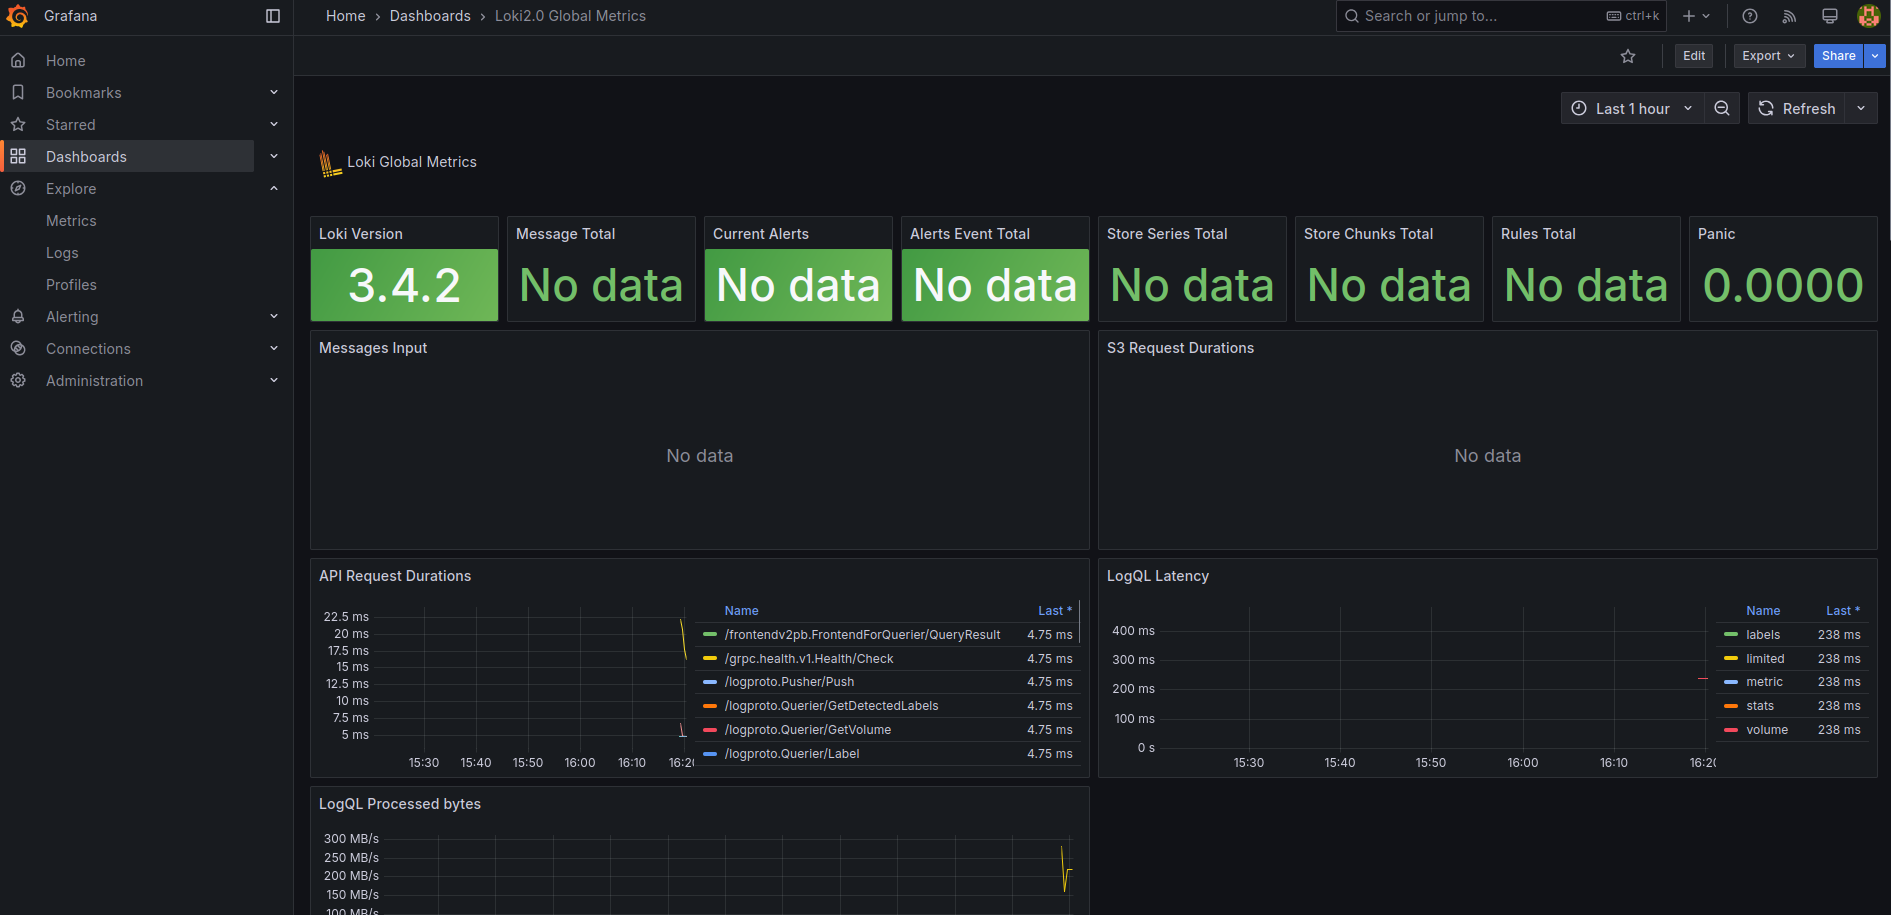 Grafana
Home › Dashboards › Loki2.0 Global Metrics
Search or jump to... ctrl+k
Edit Export Share
Home
Bookmarks
Starred
Dashboards
Explore
Metrics
Logs
Profiles
Alerting
Connections
Administration
Last 1 hour Refresh
Loki Global Metrics
Loki Version
3.4.2
Message Total
No data
Current Alerts
No data
Alerts Event Total
No data
Store Series Total
No data
Store Chunks Total
No data
Rules Total
No data
Panic
0.0000
Messages Input
No data
S3 Request Durations
No data
API Request Durations
22.5 ms
20 ms
17.5 ms
15 ms
12.5 ms
10 ms
7.5 ms
5 ms
15:30 15:40 15:50 16:00 16:10 16:20
Name Last *
/frontendv2pb.FrontendForQuerier/QueryResult 4.75 ms
/grpc.health.v1.Health/Check 4.75 ms
/logproto.Pusher/Push 4.75 ms
/logproto.Querier/GetDetectedLabels 4.75 ms
/logproto.Querier/GetVolume 4.75 ms
/logproto.Querier/Label 4.75 ms
LogQL Latency
400 ms
300 ms
200 ms
100 ms
0 s
15:30 15:40 15:50 16:00 16:10 16:20
Name Last *
labels 238 ms
limited 238 ms
metric 238 ms
stats 238 ms
volume 238 ms
LogQL Processed bytes
300 MB/s
250 MB/s
200 MB/s
150 MB/s
100 MB/s